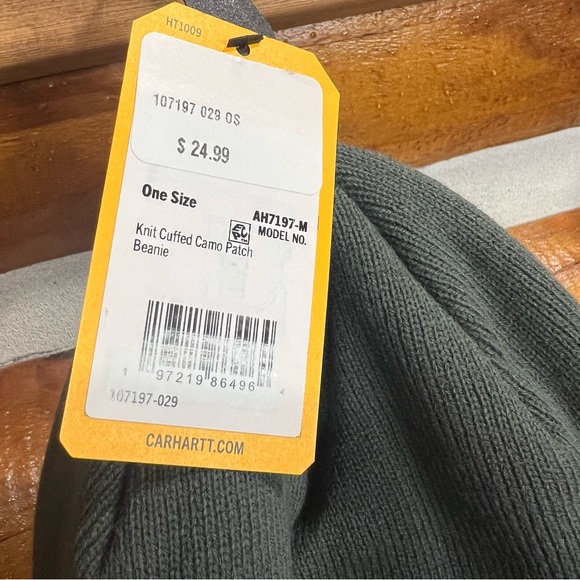 HT1009
107197 029 OS
$ 24.99
One Size
AH7197-M
MODEL NO.
Knit Cuffed Camo Patch
Beanie
1 97219 86496 4
107197-029
CARHARTT.COM